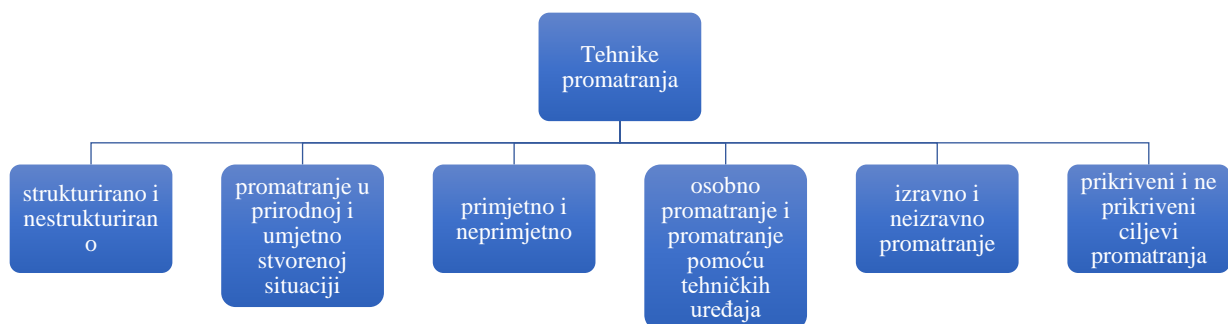 Tehnike
promatranja
strukturirano i
nestrukturiran
o
promatranje u
prirodnoj i
umjetno
stvorenoj
situaciji
primjetno i
neprimjetno
osobno
promatranje i
promatranje
pomoću
tehničkih
uređaja
izravno i
neizravno
promatranje
prikriveni i ne
prikriveni
ciljevi
promatranja